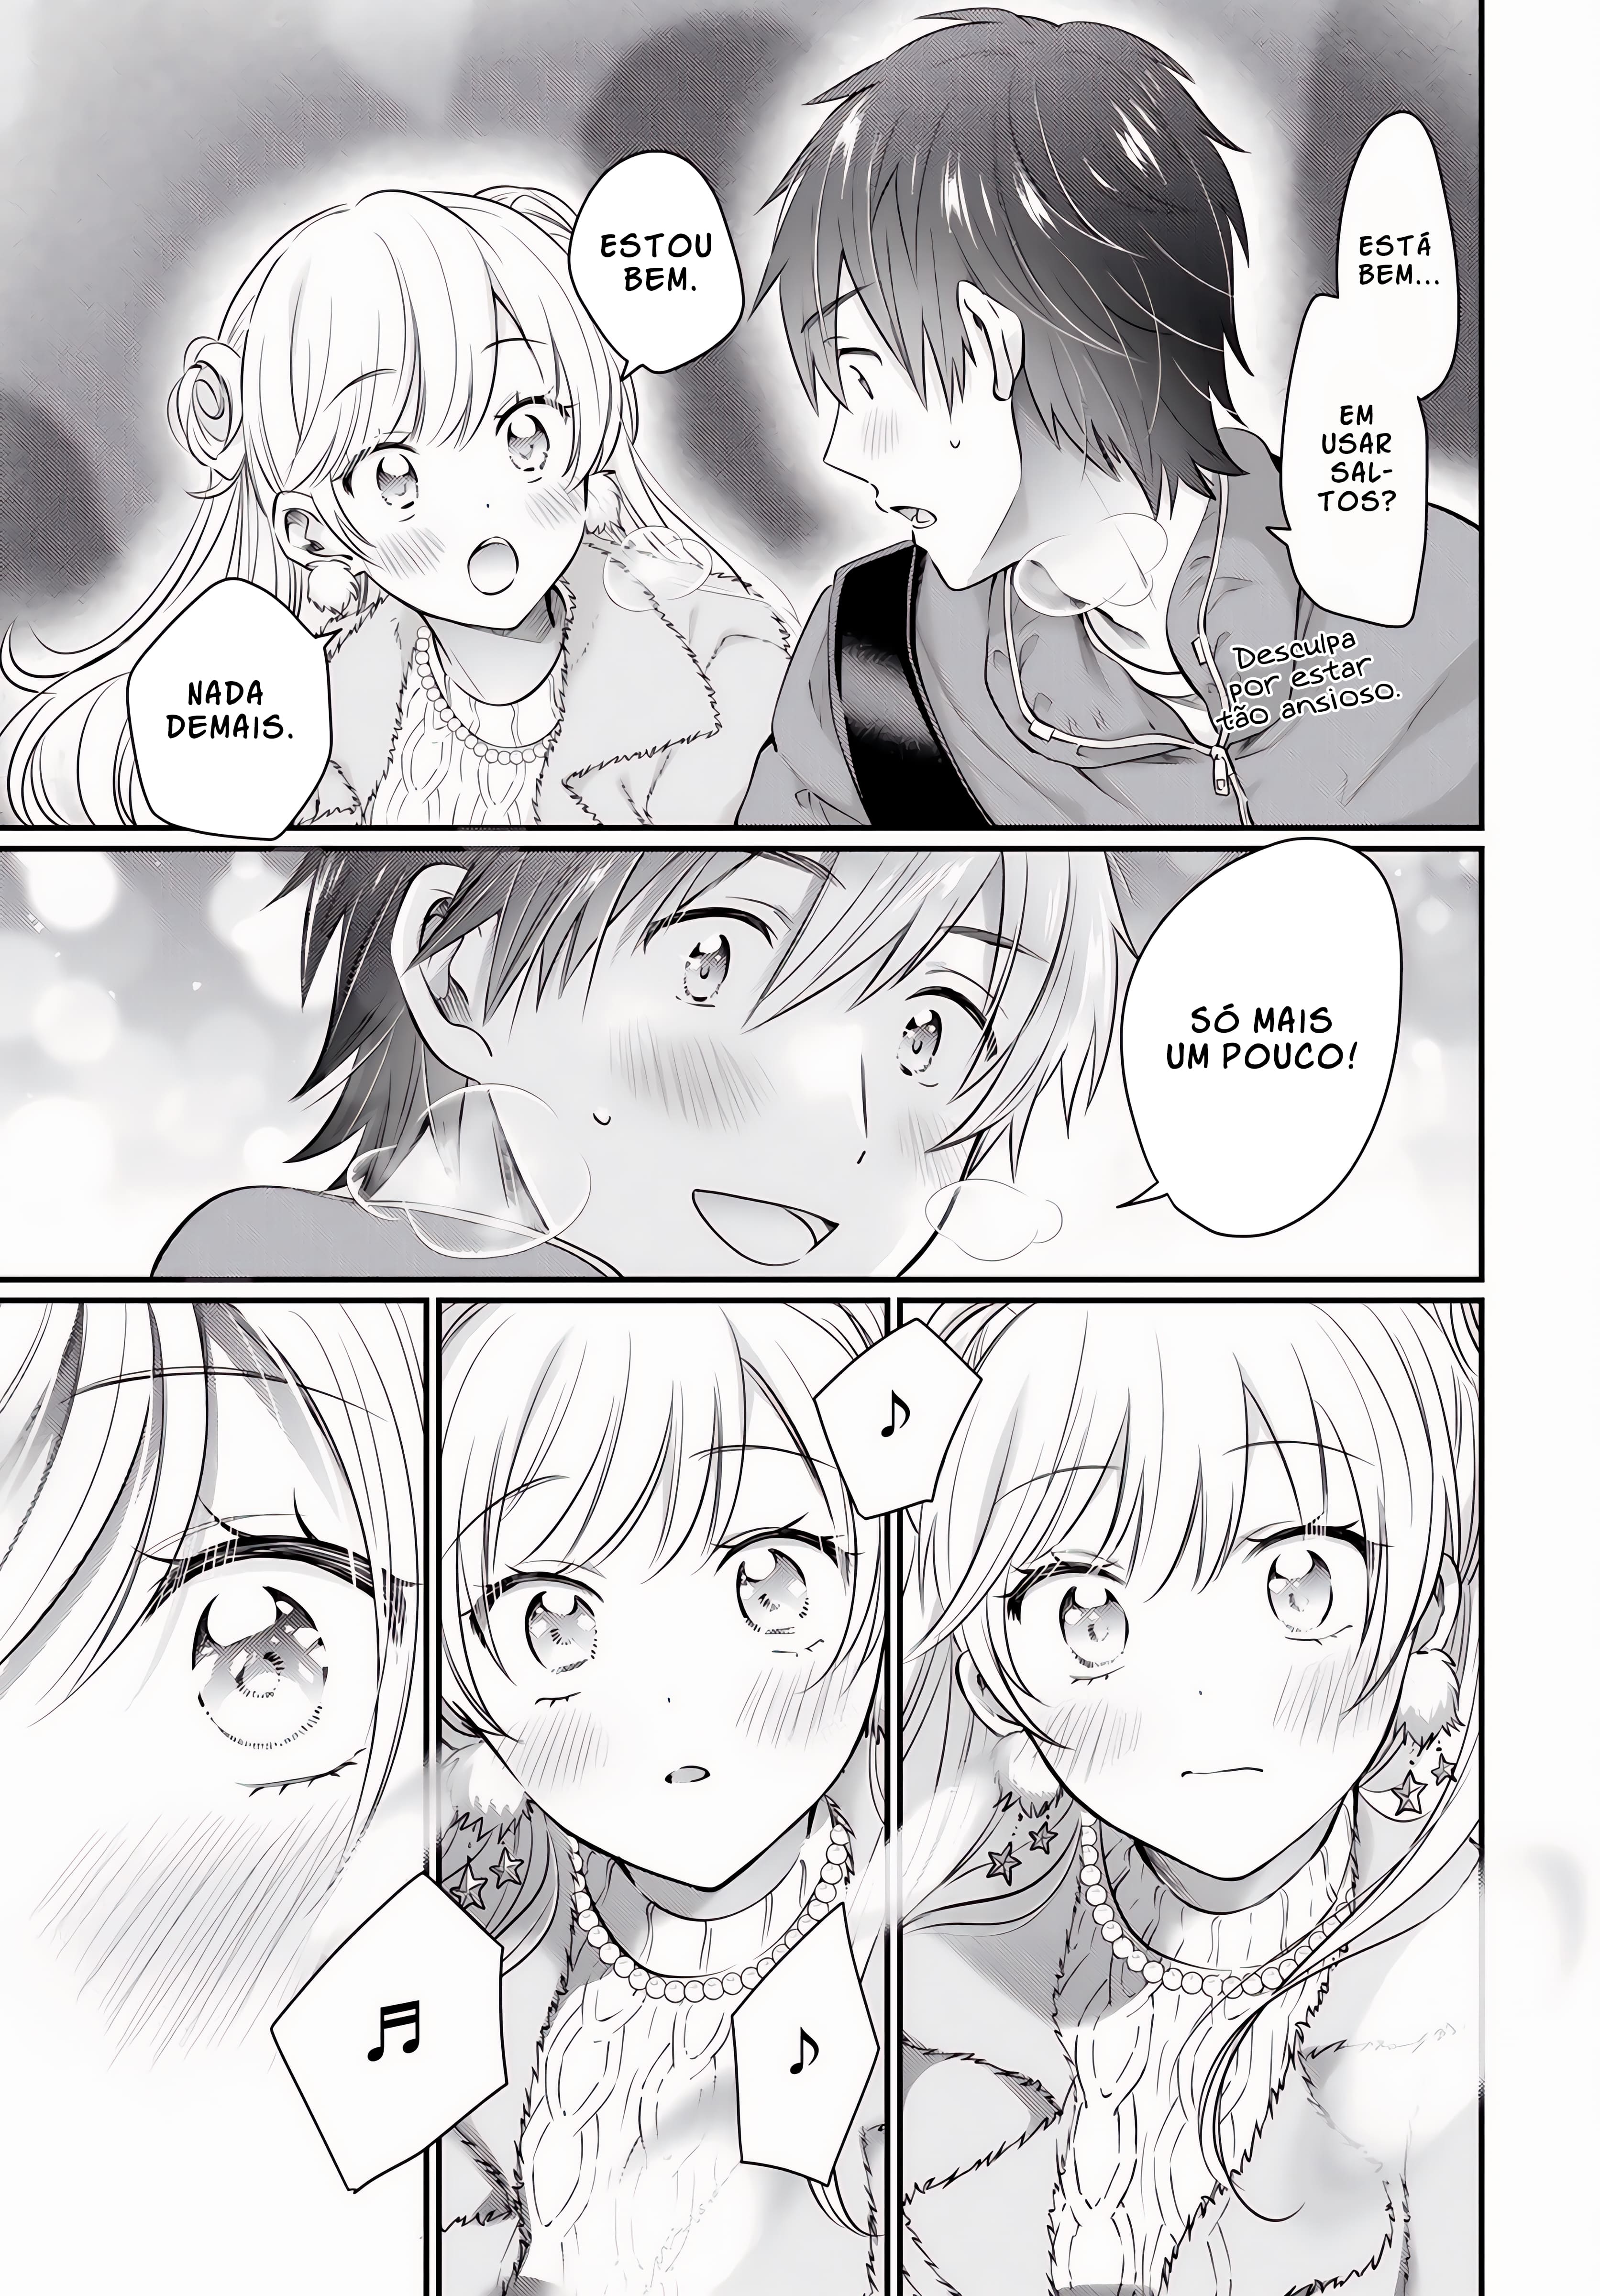 ESTÁ
BEM...
EM
USAR
SAL-
TOS?
Desculpa
por estar
tão ansioso.
ESTOU
BEM.
NADA
DEMAIS.
SÓ MAIS
UM POUCO!
♪
♪
♬